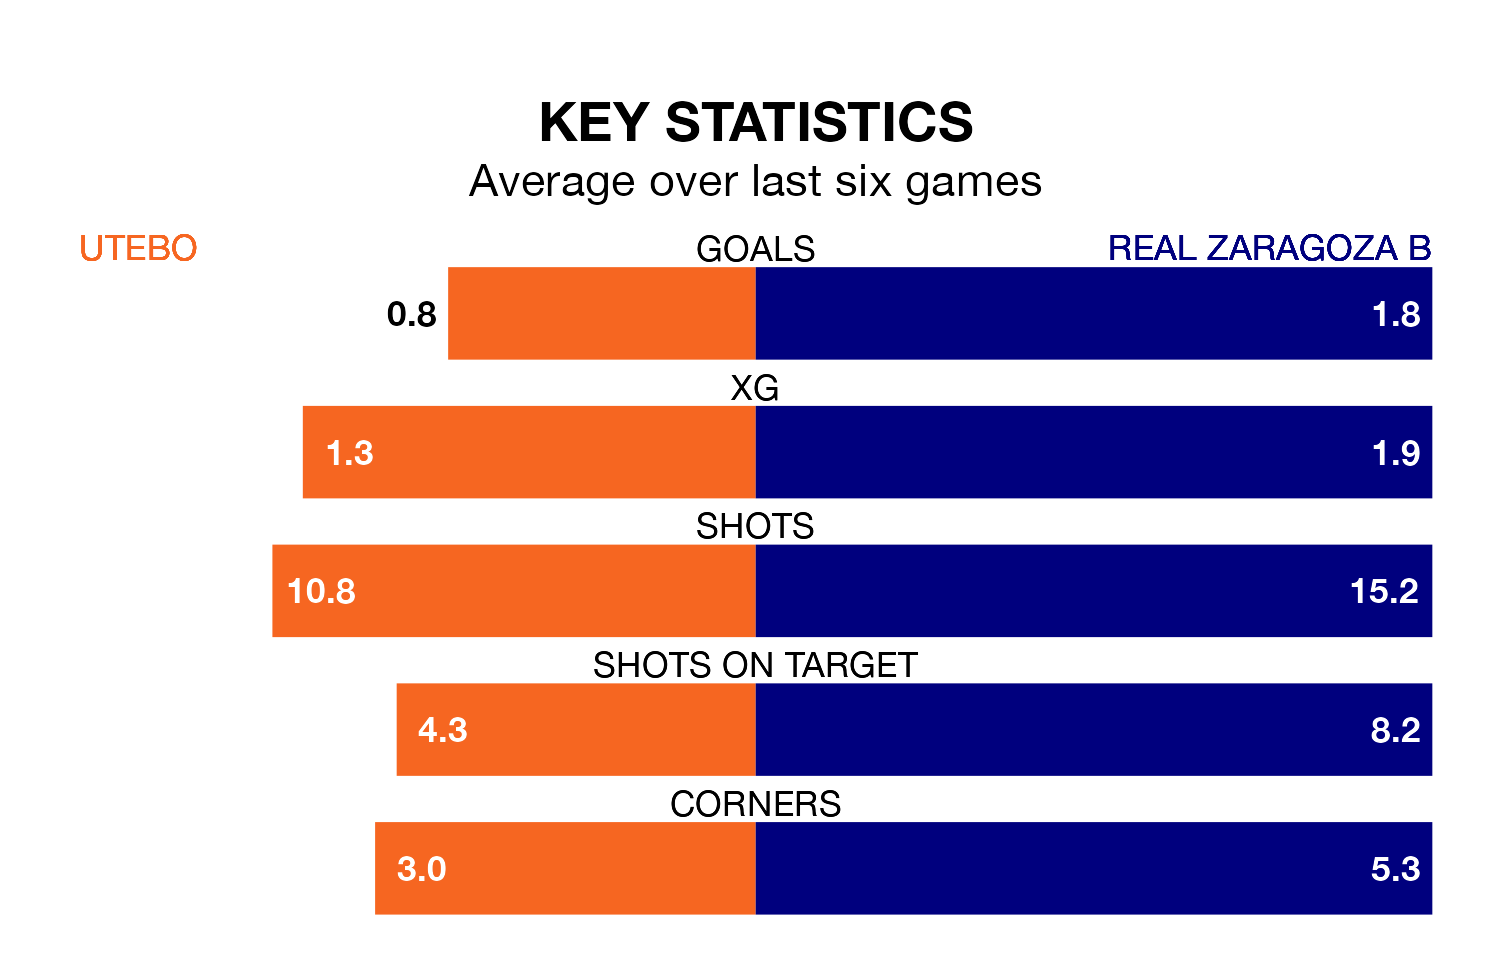 KEY STATISTICS
Average over last six games
UTEBO GOALS REAL ZARAGOZA B
0.8 1.8
XG
1.3 1.9
SHOTS
10.8 15.2
SHOTS ON TARGET
4.3 8.2
CORNERS
3.0 5.3